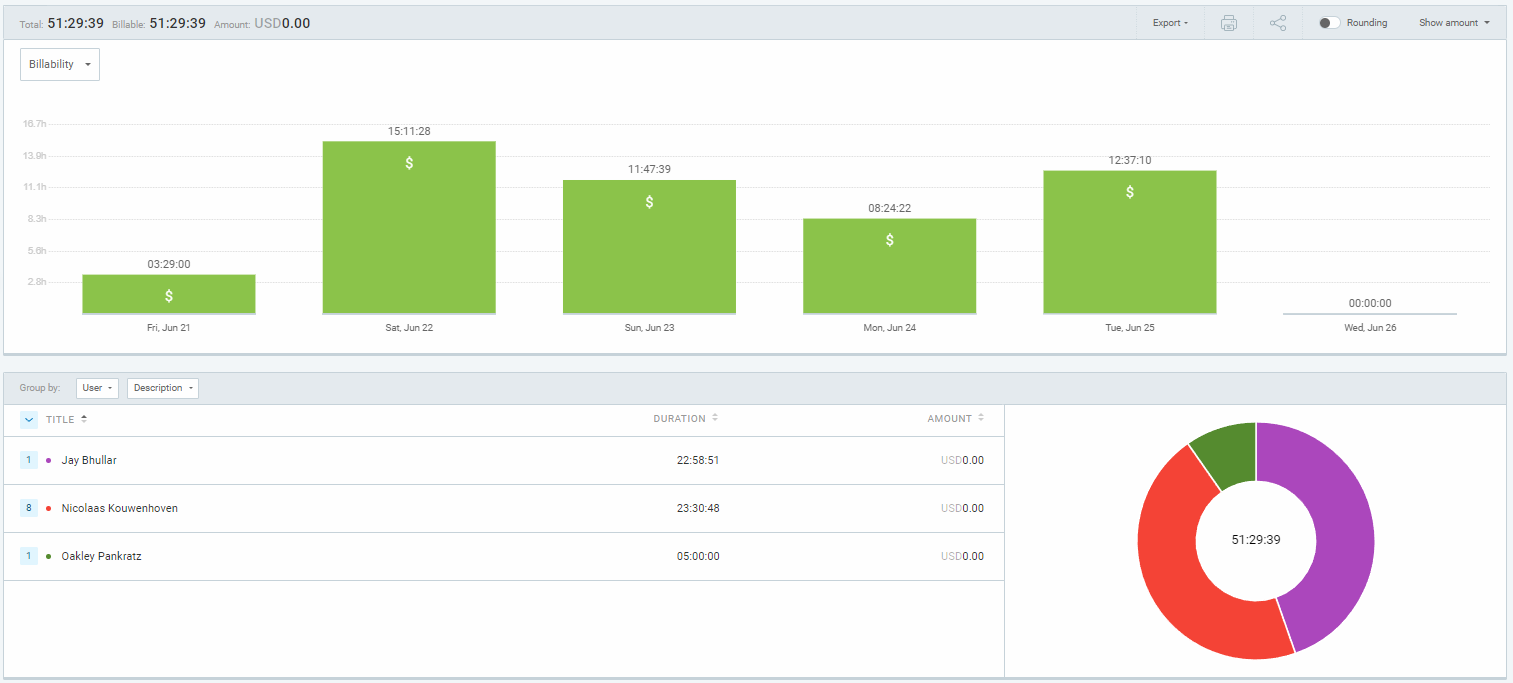 Total: 51:29:39 Billable: 51:29:39 Amount: USD0.00 Export Rounding Show amount
Billability
16.7h
13.9h
11.1h
8.3h
5.6h
2.8h
03:29:00
15:11:28
11:47:39
08:24:22
12:37:10
00:00:00
$ $ $ $ $
Fri, Jun 21 Sat, Jun 22 Sun, Jun 23 Mon, Jun 24 Tue, Jun 25 Wed, Jun 26
Group by: User Description
TITLE DURATION AMOUNT
1 Jay Bhullar 22:58:51 USD0.00
8 Nicolaas Kouwenhoven 23:30:48 USD0.00
1 Oakley Pankratz 05:00:00 USD0.00
51:29:39